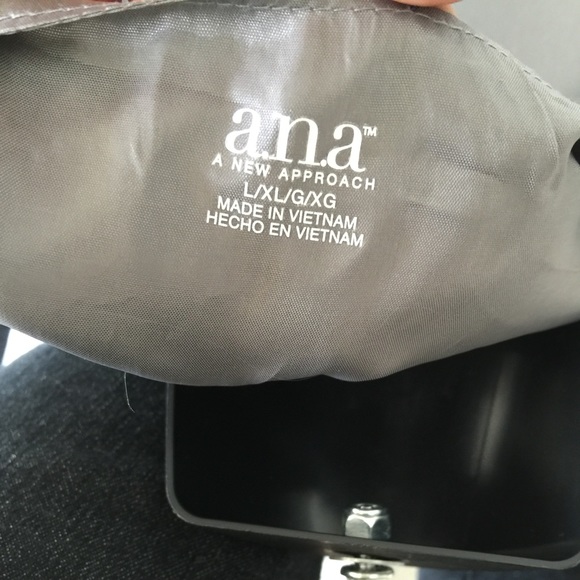 a.n.a™
A NEW APPROACH
L/XL/G/XG
MADE IN VIETNAM
HECHO EN VIETNAM